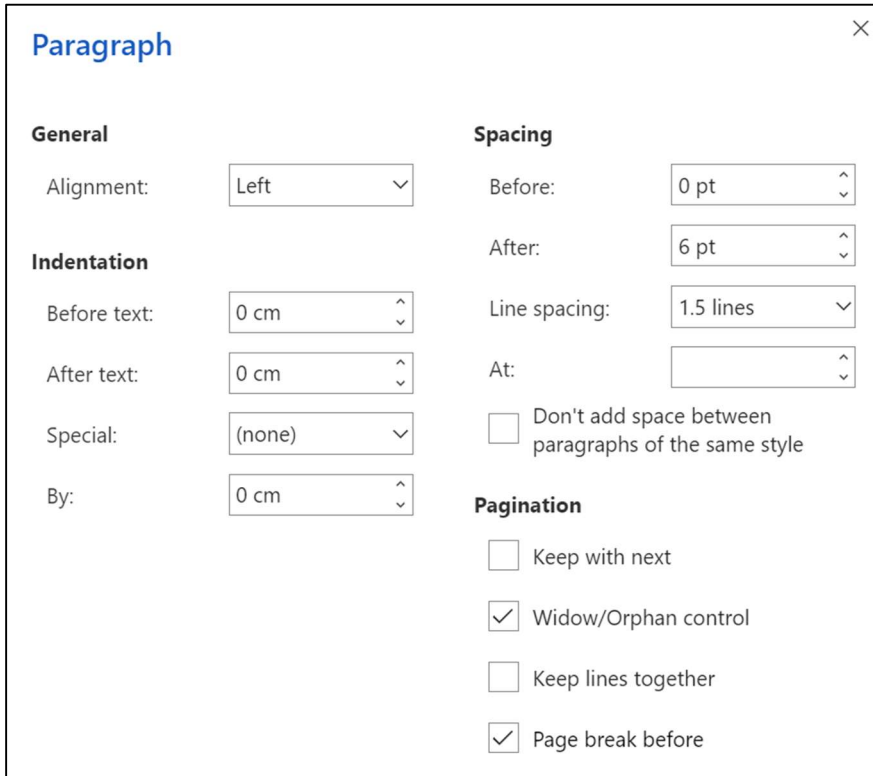 Paragraph
General
Alignment: Left
Indentation
Before text: 0 cm
After text: 0 cm
Special: (none)
By: 0 cm
Spacing
Before: 0 pt
After: 6 pt
Line spacing: 1.5 lines
At:
Don't add space between
paragraphs of the same style
Pagination
Keep with next
Widow/Orphan control
Keep lines together
Page break before